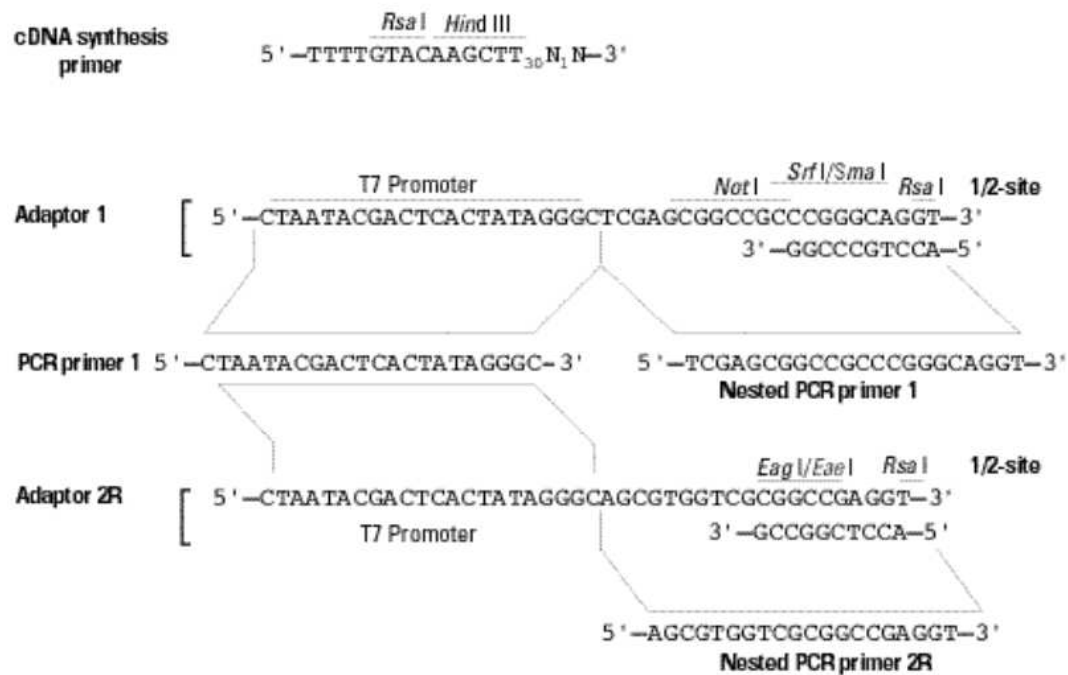 Rsa I Hind III
cDNA synthesis
primer
5'–TTTTGTACAAGCTT30N1N–3'
T7 Promoter Not I Srf I/Sma I Rsa I 1/2-site
Adaptor 1 5'–CTAATACGACTCACTATAGGGCTCGAGCGGCCGCCCGGGCAGGT–3'
3'–GGCCCGTCCA–5'
PCR primer 1 5'–CTAATACGACTCACTATAGGGC–3' 5'–TCGAGCGGCCGCCCGGGCAGGT–3'
Nested PCR primer 1
Eag I/Eae I Rsa I 1/2-site
Adaptor 2R 5'–CTAATACGACTCACTATAGGGCAGCGTGGTCGCGGCCGAGGT–3'
T7 Promoter 3'–GCCGGCTCCA–5'
5'–AGCGTGGTCGCGGCCGAGGT–3'
Nested PCR primer 2R